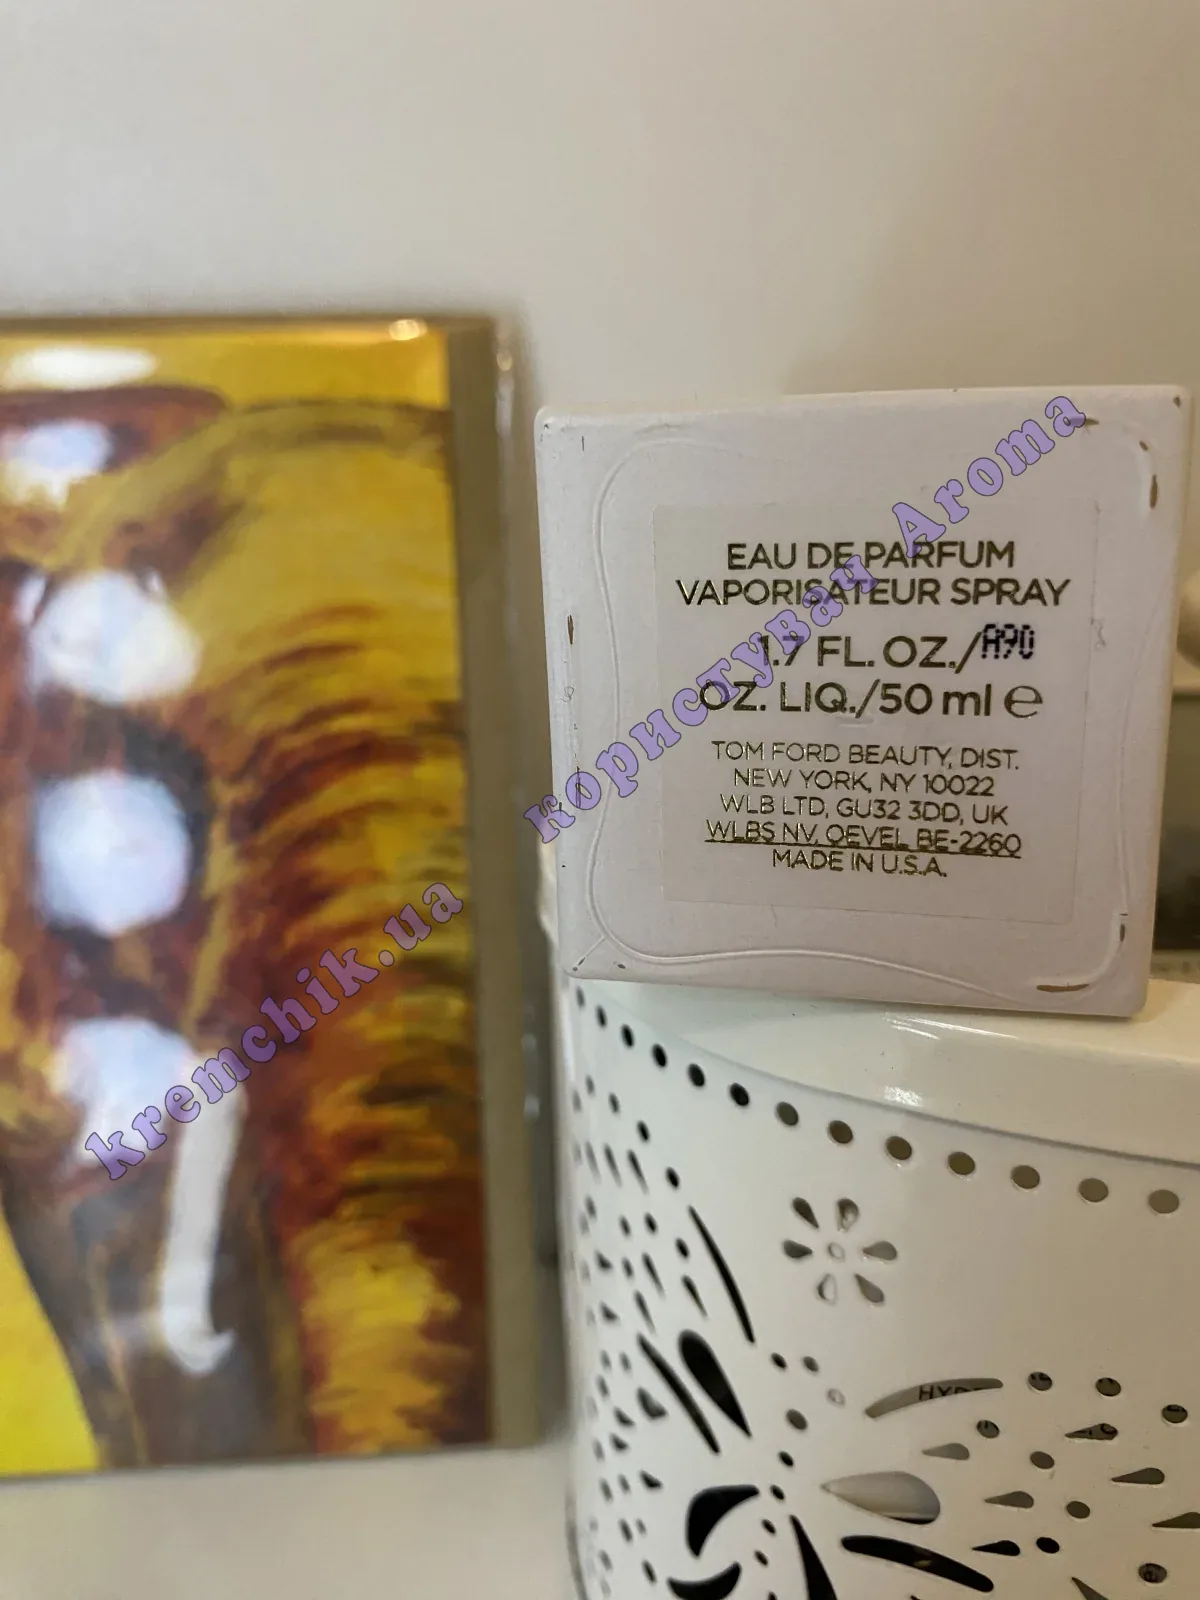 EAU DE PARFUM
VAPORISATEUR SPRAY
1.7 FL. OZ./A90
OZ. LIQ./50 ml e
TOM FORD BEAUTY, DIST.
NEW YORK, NY 10022
WLB LTD, GU32 3DD, UK
WLBS NV, OEVEL BE-2260
MADE IN U.S.A.
kremchik.ua
користувач Aroma